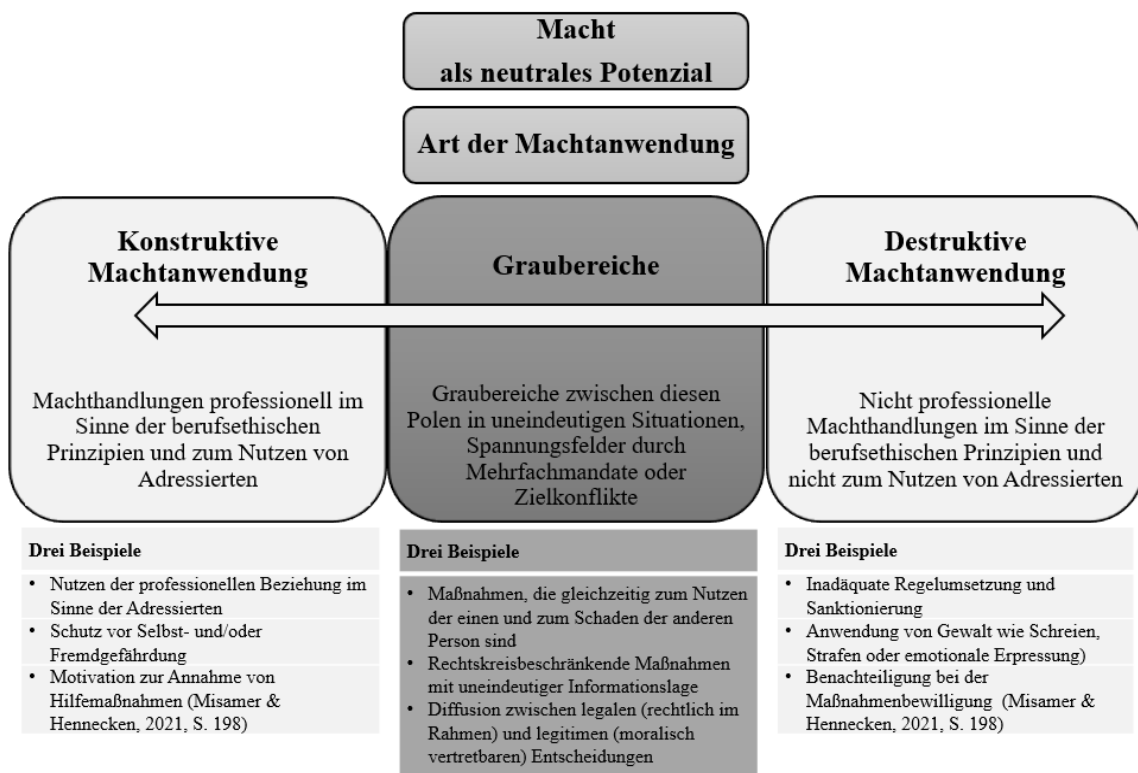 Macht
als neutrales Potenzial
Art der Machtanwendung
Konstruktive
Machtanwendung
Machthandlungen professionell im
Sinne der berufsethischen
Prinzipien und zum Nutzen von
Adressierten
Graubereiche
Graubereiche zwischen diesen
Polen in uneindeutigen Situationen,
Spannungsfelder durch
Mehrfachmandate oder
Zielkonflikte
Destruktive
Machtanwendung
Nicht professionelle
Machthandlungen im Sinne der
berufsethischen Prinzipien und
nicht zum Nutzen von Adressierten
Drei Beispiele
• Nutzen der professionellen Beziehung im
Sinne der Adressierten
• Schutz vor Selbst- und/oder
Fremdgefährdung
• Motivation zur Annahme von
Hilfemaßnahmen (Misamer &
Hennecken, 2021, S. 198)
Drei Beispiele
• Maßnahmen, die gleichzeitig zum Nutzen
der einen und zum Schaden der anderen
Person sind
• Rechtskreisbeschränkende Maßnahmen
mit uneindeutiger Informationslage
• Diffusion zwischen legalen (rechtlich im
Rahmen) und legitimen (moralisch
vertretbaren) Entscheidungen
Drei Beispiele
• Inadäquate Regelumsetzung und
Sanktionierung
• Anwendung von Gewalt wie Schreien,
Strafen oder emotionale Erpressung)
• Benachteiligung bei der
Maßnahmenbewilligung (Misamer &
Hennecken, 2021, S. 198)